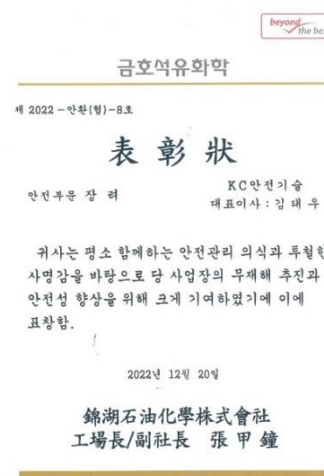 beyond
the be
금호석유화학
제 2022 - 안환(협) - 8호
表彰狀
안전부문 장 려
KC안전기술
대표이사 : 김태우
귀사는 평소 함께하는 안전관리 의식과 투철한
사명감을 바탕으로 당 사업장의 무재해 추진과
안전성 향상을 위해 크게 기여하였기에 이에
표창함.
2022년 12월 20일
錦湖石油化學株式會社
工場長/副社長 張甲鐘